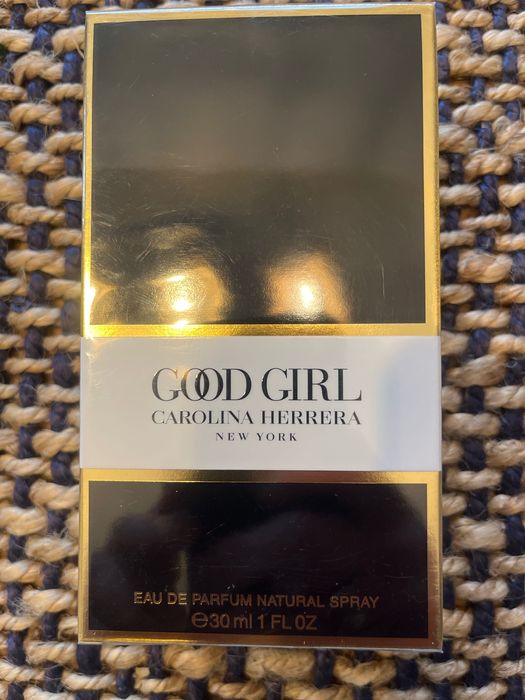 GOOD GIRL
CAROLINA HERRERA
NEW YORK
EAU DE PARFUM NATURAL SPRAY
℮30 ml 1 FL OZ